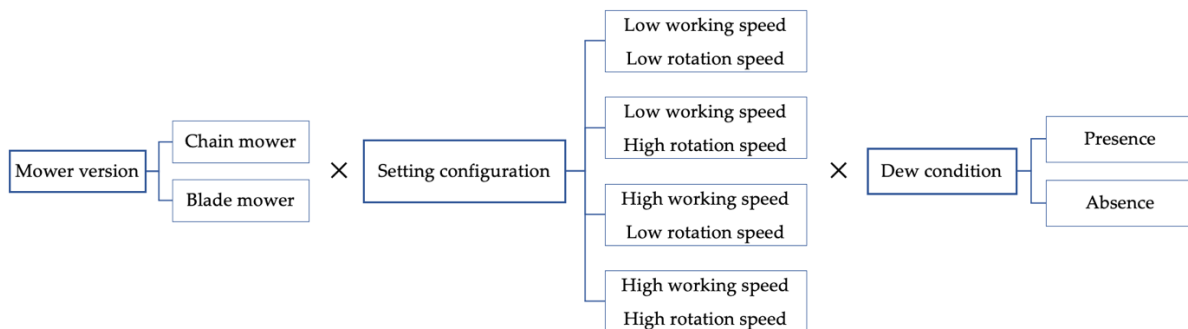 Mower version
Chain mower
Blade mower
×
Setting configuration
Low working speed
Low rotation speed
Low working speed
High rotation speed
High working speed
Low rotation speed
High working speed
High rotation speed
×
Dew condition
Presence
Absence